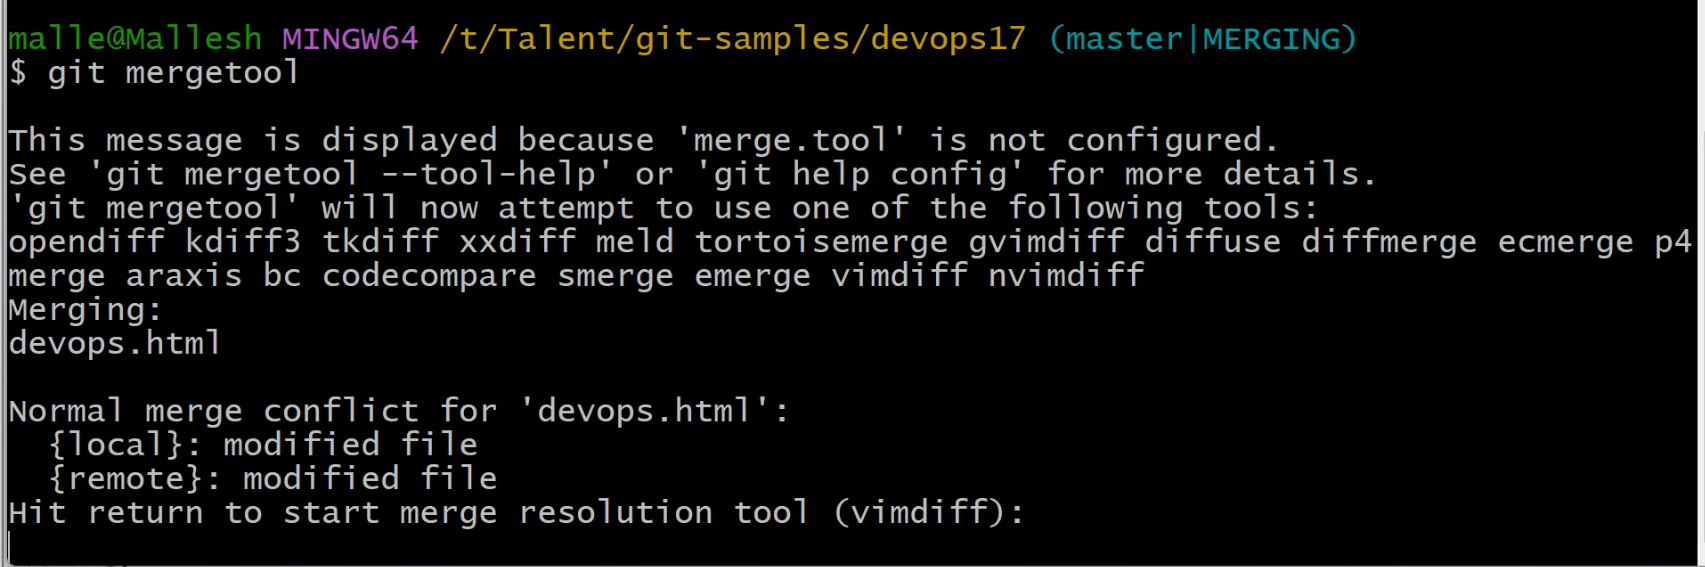 malle@Mallesh MINGW64 /t/Talent/git-samples/devops17 (master|MERGING)
$ git mergetool
This message is displayed because 'merge.tool' is not configured.
See 'git mergetool --tool-help' or 'git help config' for more details.
'git mergetool' will now attempt to use one of the following tools:
opendiff kdiff3 tkdiff xxdiff meld tortoisemerge gvimdiff diffuse diffmerge ecmerge p4
merge araxis bc codecompare smerge emerge vimdiff nvimdiff
Merging:
devops.html
Normal merge conflict for 'devops.html':
  {local}: modified file
  {remote}: modified file
Hit return to start merge resolution tool (vimdiff):